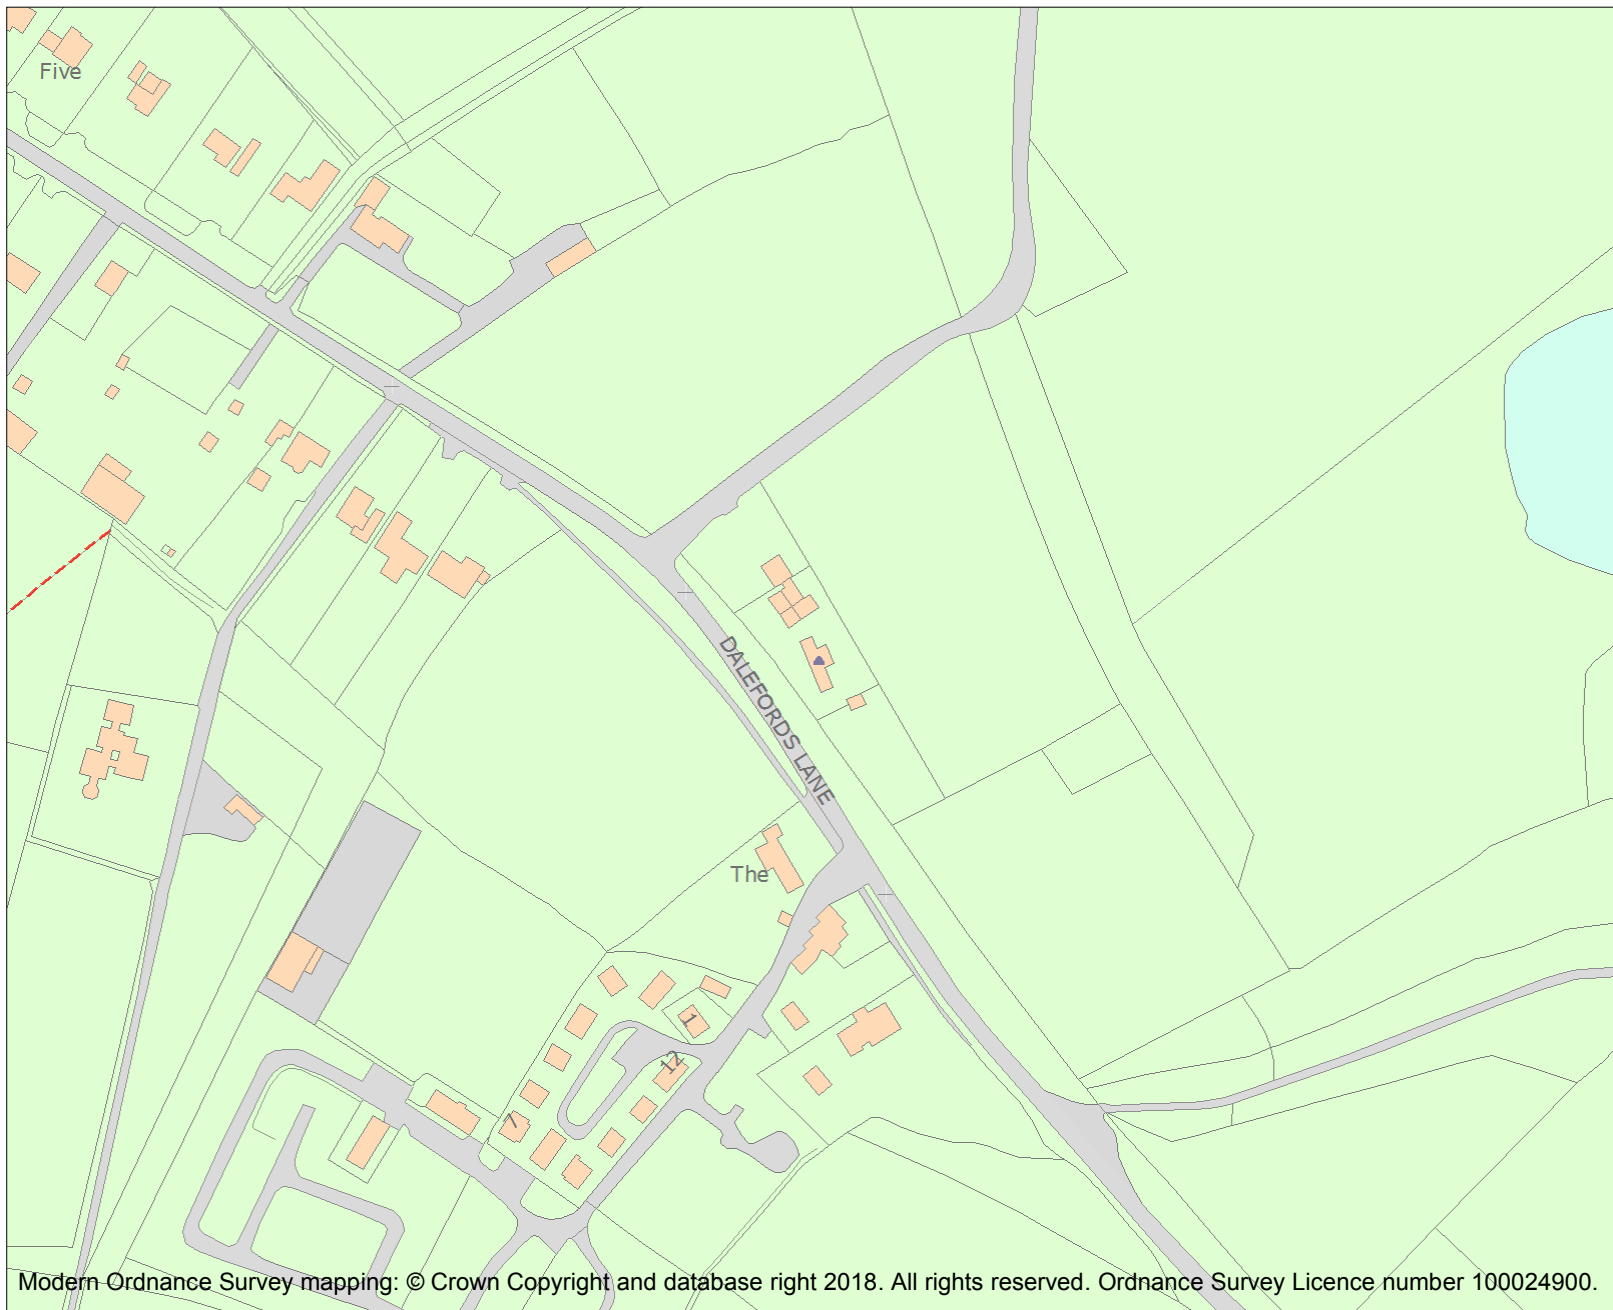 Five
DALEFORDS LANE
The
1
12
7
Modern Ordnance Survey mapping: © Crown Copyright and database right 2018. All rights reserved. Ordnance Survey Licence number 100024900.